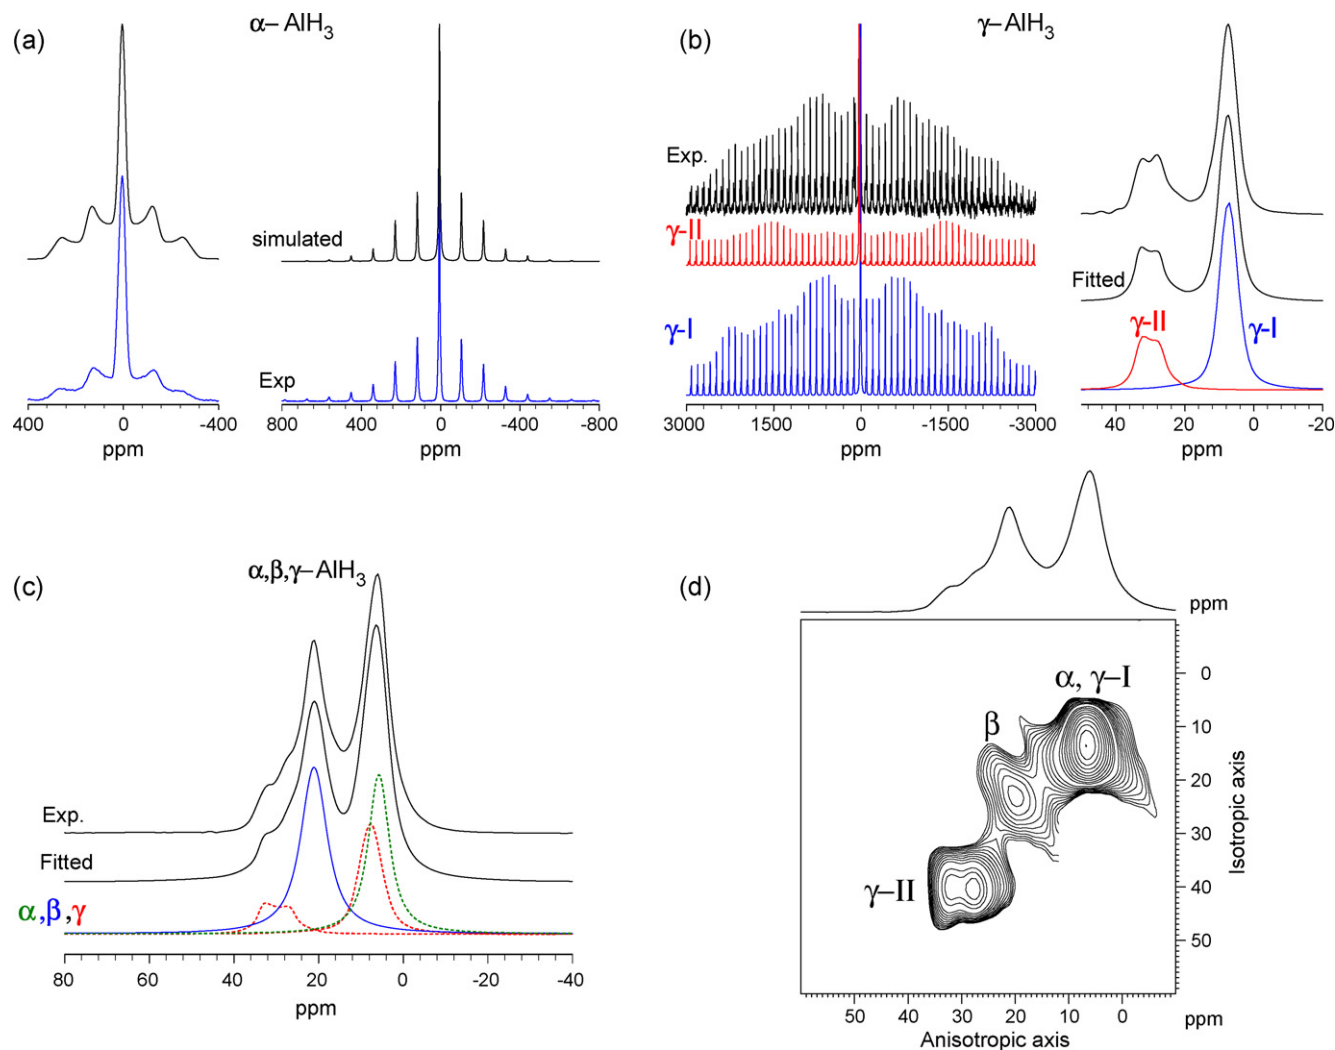 (a)
α– AlH3
simulated
Exp
400 0 -400
ppm
800 400 0 -400 -800
ppm
(b)
γ– AlH3
Exp.
γ-II
γ-I
3000 1500 0 -1500 -3000
ppm
Fitted
γ-II
γ-I
40 20 0 -20
ppm
(c)
α,β,γ– AlH3
Exp.
Fitted
α,β,γ
80 60 40 20 0 -20 -40
ppm
(d)
ppm
α, γ–I
β
γ–II
0
10
20
30
40
50
Isotropic axis
50 40 30 20 10 0 ppm
Anisotropic axis